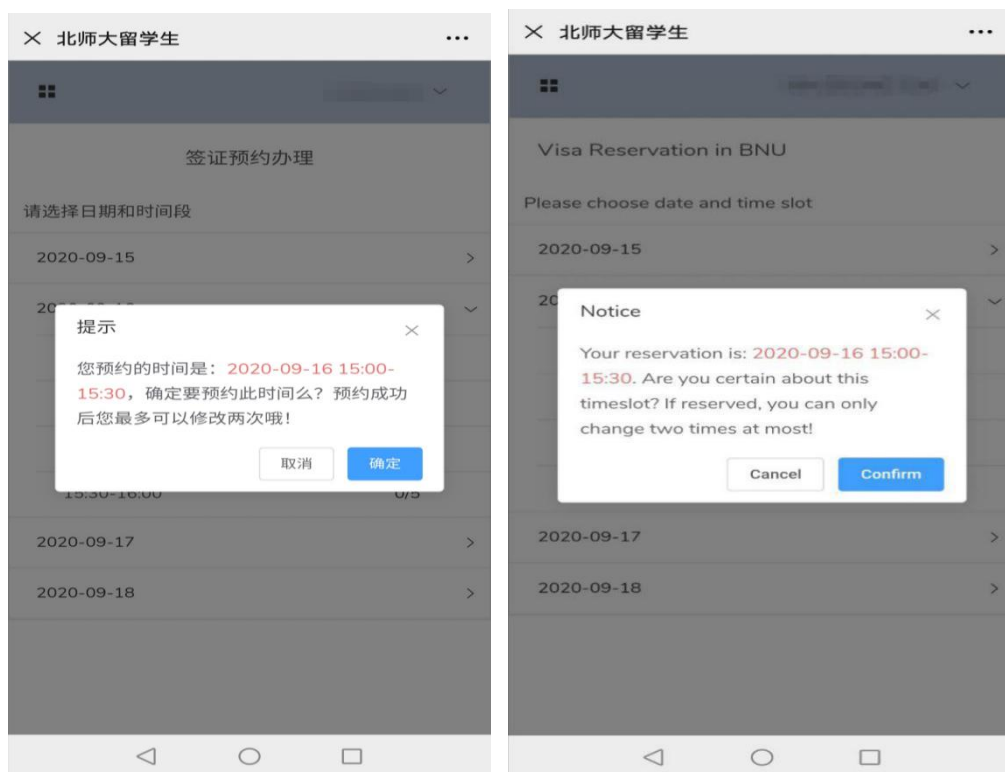 北师大留学生
签证预约办理
请选择日期和时间段
2020-09-15
提示
您预约的时间是：2020-09-16 15:00-
15:30，确定要预约此时间么？预约成功
后您最多可以修改两次哦！
取消 确定
15:30-16:00 0/5
2020-09-17
2020-09-18
北师大留学生
Visa Reservation in BNU
Please choose date and time slot
2020-09-15
20
Notice
Your reservation is: 2020-09-16 15:00-
15:30. Are you certain about this
timeslot? If reserved, you can only
change two times at most!
Cancel Confirm
2020-09-17
2020-09-18